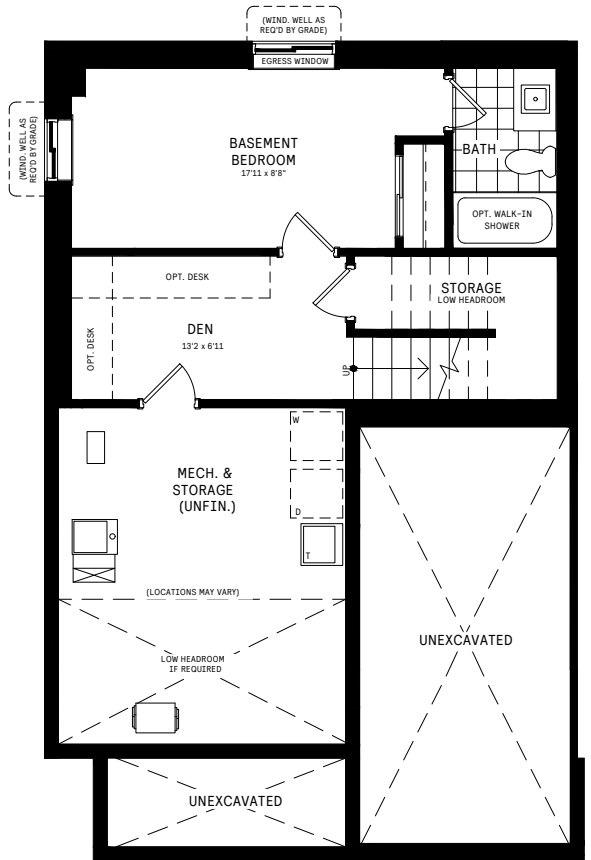 (WIND. WELL AS
REQ'D BY GRADE)
EGRESS WINDOW
(WIND. WELL AS
REQ'D BY GRADE)
BASEMENT
BEDROOM
17'11 x 8'8"
BATH
OPT. WALK-IN
SHOWER
OPT. DESK
STORAGE
LOW HEADROOM
DEN
13'2 x 6'11
OPT. DESK
UP
W
MECH. &
STORAGE
(UNFIN.)
D
T
(LOCATIONS MAY VARY)
UNEXCAVATED
LOW HEADROOM
IF REQUIRED
UNEXCAVATED